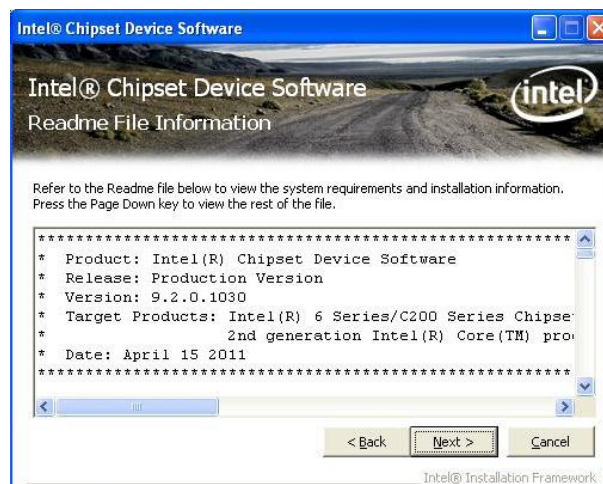 Intel® Chipset Device Software
Intel® Chipset Device Software
Readme File Information
intel
Refer to the Readme file below to view the system requirements and installation information.
Press the Page Down key to view the rest of the file.
************************************************************
* Product: Intel(R) Chipset Device Software
* Release: Production Version
* Version: 9.2.0.1030
* Target Products: Intel(R) 6 Series/C200 Series Chipse
* 2nd generation Intel(R) Core(TM) pro
* Date: April 15 2011
************************************************************
< Back
Next >
Cancel
Intel® Installation Framework